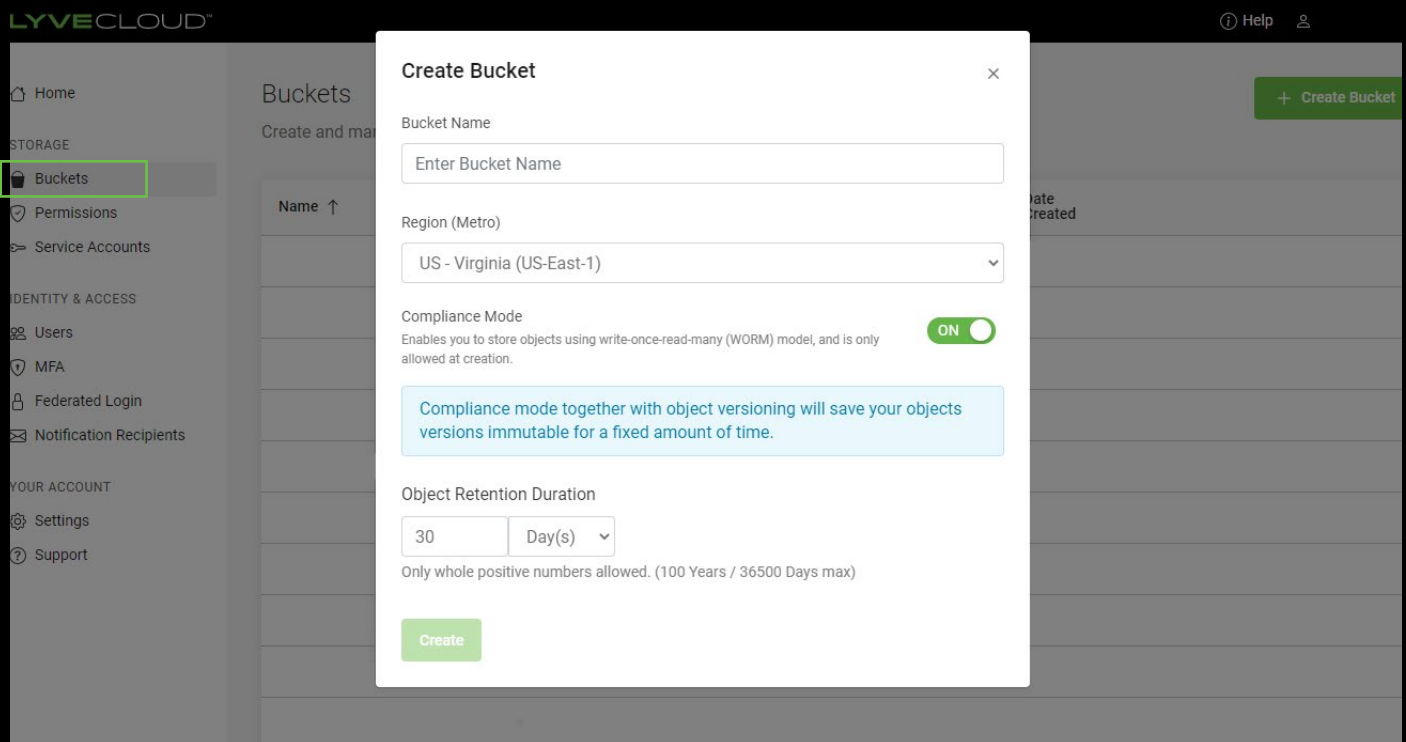 LYVECLOUD™
Help
Home
STORAGE
Buckets
Permissions
Service Accounts
IDENTITY & ACCESS
Users
MFA
Federated Login
Notification Recipients
YOUR ACCOUNT
Settings
Support
Buckets
Create and
+ Create Bucket
Name ↑
Created
Create Bucket
×
Bucket Name
Enter Bucket Name
Region (Metro)
US - Virginia (US-East-1)
Compliance Mode
Enables you to store objects using write-once-read-many (WORM) model, and is only
allowed at creation.
ON
Compliance mode together with object versioning will save your objects
versions immutable for a fixed amount of time.
Object Retention Duration
30 Day(s)
Only whole positive numbers allowed. (100 Years / 36500 Days max)
Create